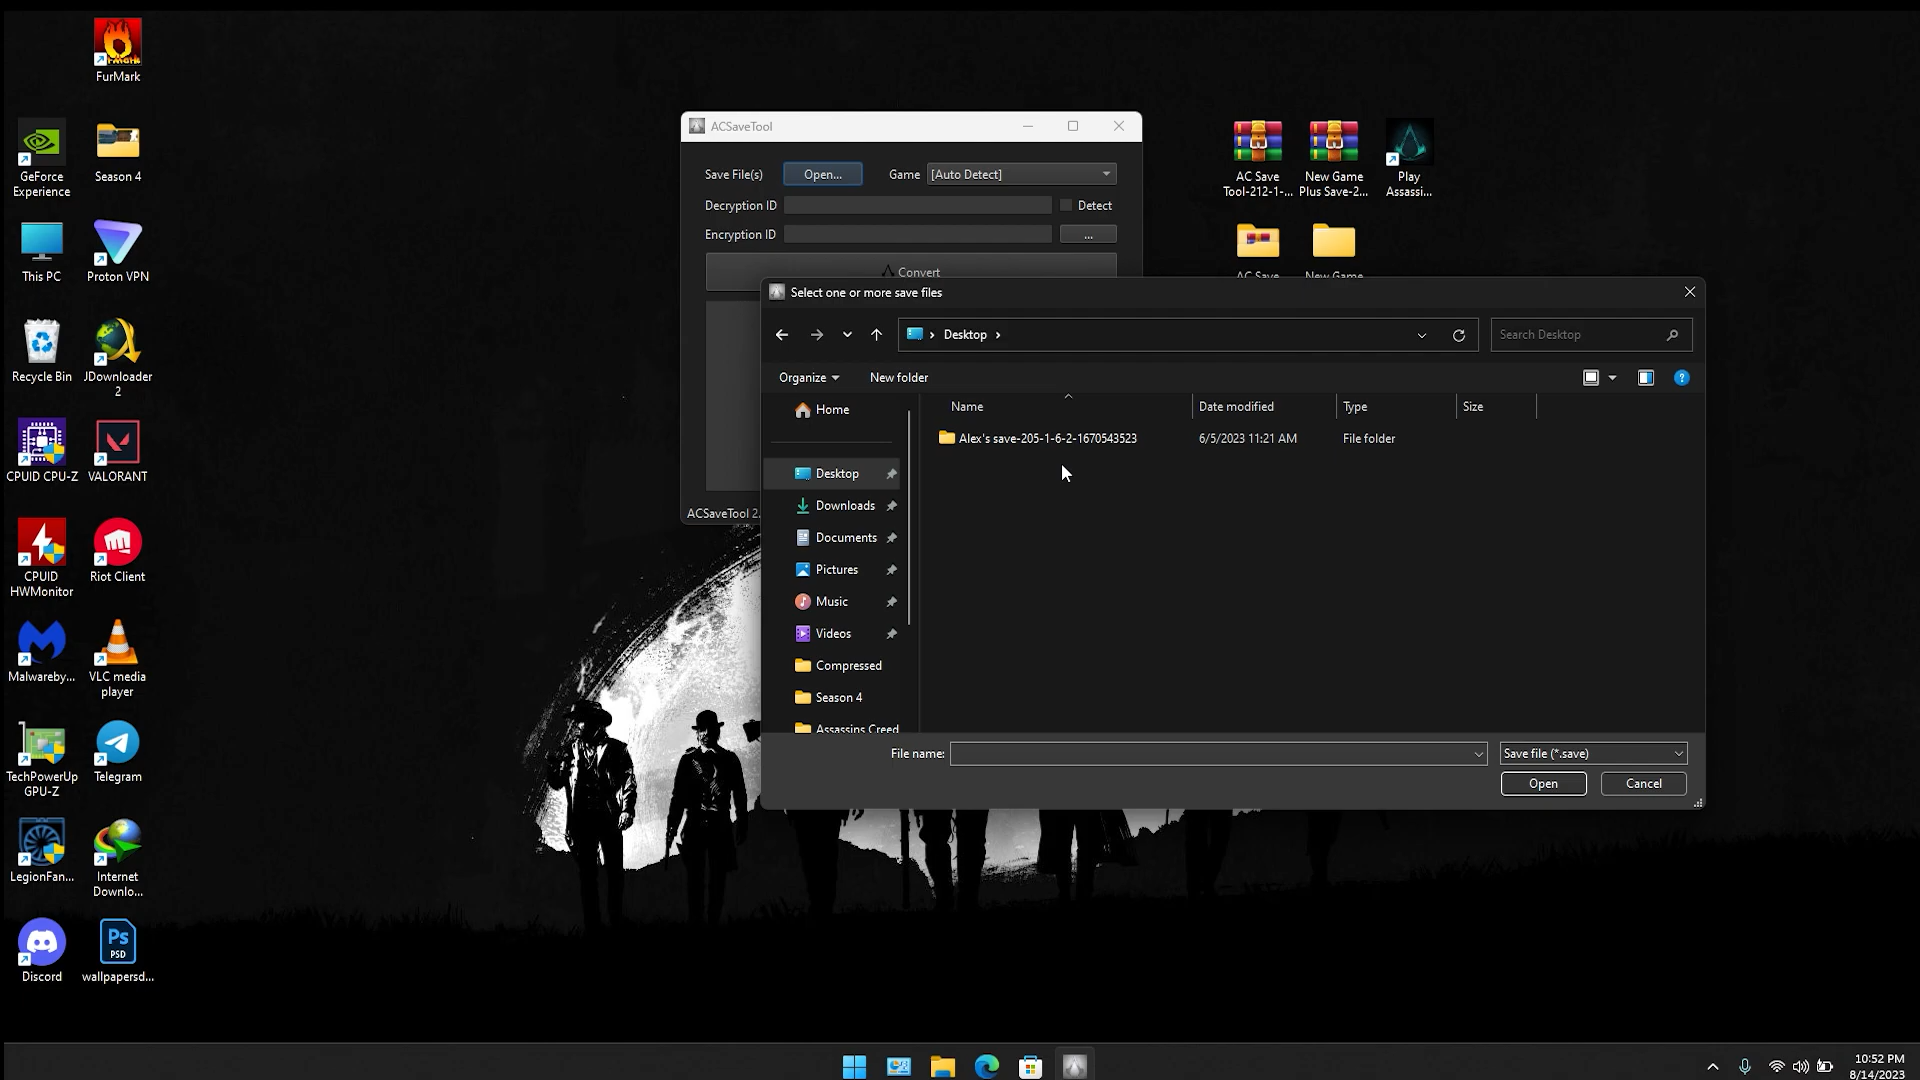 FurMark
GeForce
Experience
Season 4
This PC
Proton VPN
Recycle Bin
JDownloader
2
CPUID CPU-Z
VALORANT
CPUID
HWMonitor
Riot Client
Malwareby...
VLC media
player
TechPowerUp
GPU-Z
Telegram
LegionFan...
Internet
Downlo...
Discord
Ps
PSD
wallpapersd...
ACSaveTool
Save File(s)
Open...
Game
[Auto Detect]
Decryption ID
Detect
Encryption ID
...
Convert
ACSaveTool 2.
AC Save
Tool-212-1-...
New Game
Plus Save-2...
Play
Assassi...
AC Save
New Game
Select one or more save files
Desktop
Search Desktop
Organize
New folder
?
Name
Date modified
Type
Size
Alex's save-205-1-6-2-1670543523
6/5/2023 11:21 AM
File folder
Home
Desktop
Downloads
Documents
Pictures
Music
Videos
Compressed
Season 4
Assassins Creed
File name:
Save file (*.save)
Open
Cancel
10:52 PM
8/14/2023